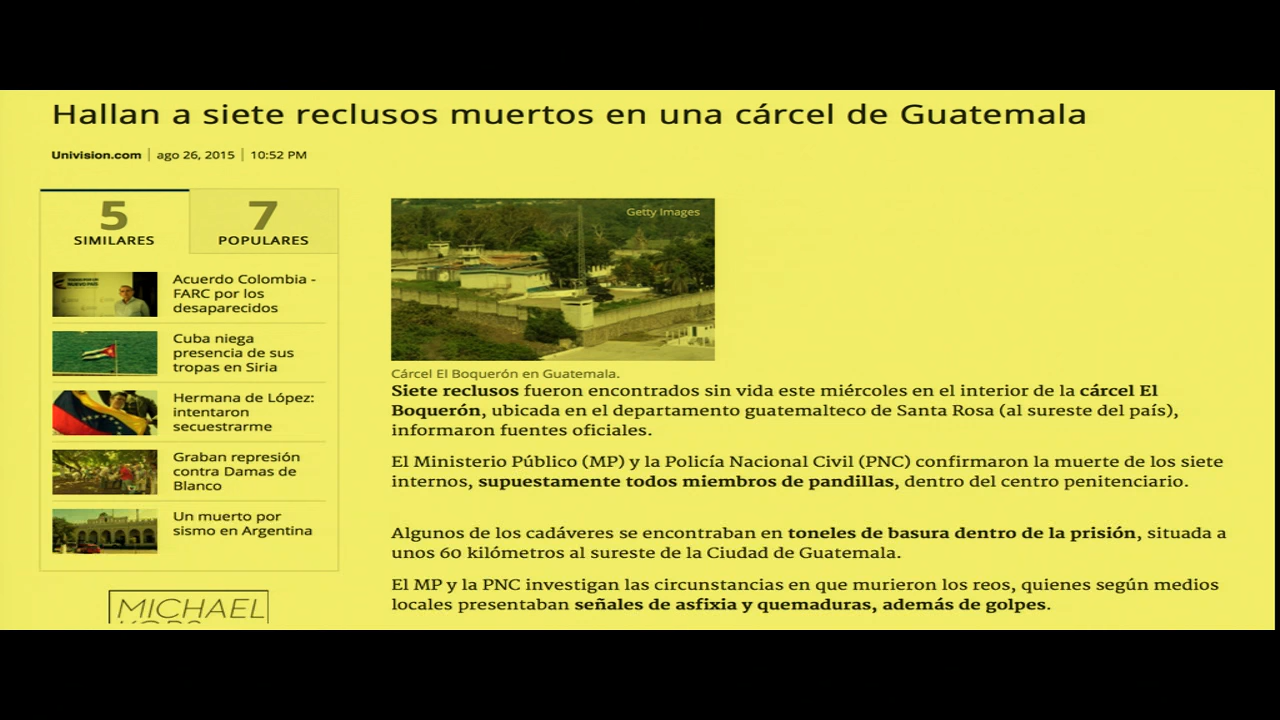 Hallan a siete reclusos muertos en una cárcel de Guatemala
Univision.com | ago 26, 2015 | 10:52 PM
5
SIMILARES
7
POPULARES
Acuerdo Colombia -
FARC por los
desaparecidos
Cuba niega
presencia de sus
tropas en Siria
Hermana de López:
intentaron
secuestrarme
Graban represión
contra Damas de
Blanco
Un muerto por
sismo en Argentina
MICHAEL
Getty Images
Cárcel El Boquerón en Guatemala.
Siete reclusos fueron encontrados sin vida este miércoles en el interior de la cárcel El
Boquerón, ubicada en el departamento guatemalteco de Santa Rosa (al sureste del país),
informaron fuentes oficiales.
El Ministerio Público (MP) y la Policía Nacional Civil (PNC) confirmaron la muerte de los siete
internos, supuestamente todos miembros de pandillas, dentro del centro penitenciario.
Algunos de los cadáveres se encontraban en toneles de basura dentro de la prisión, situada a
unos 60 kilómetros al sureste de la Ciudad de Guatemala.
El MP y la PNC investigan las circunstancias en que murieron los reos, quienes según medios
locales presentaban señales de asfixia y quemaduras, además de golpes.